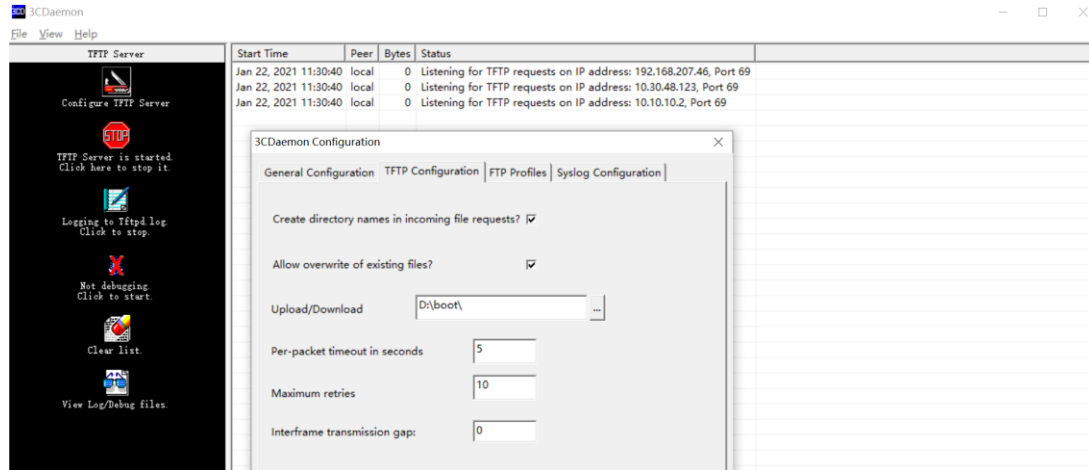 3CD 3CDaemon
File View Help
TFTP Server
Configure TFTP Server
STOP
TFTP Server is started.
Click here to stop it.
Logging to Tftpd.log.
Click to stop.
Not debugging.
Click to start.
Clear list.
View Log/Debug files.
Start Time Peer Bytes Status
Jan 22, 2021 11:30:40 local 0 Listening for TFTP requests on IP address: 192.168.207.46, Port 69
Jan 22, 2021 11:30:40 local 0 Listening for TFTP requests on IP address: 10.30.48.123, Port 69
Jan 22, 2021 11:30:40 local 0 Listening for TFTP requests on IP address: 10.10.10.2, Port 69
3CDaemon Configuration
General Configuration TFTP Configuration FTP Profiles Syslog Configuration
Create directory names in incoming file requests?
Allow overwrite of existing files?
Upload/Download D:\boot\ ...
Per-packet timeout in seconds 5
Maximum retries 10
Interframe transmission gap: 0